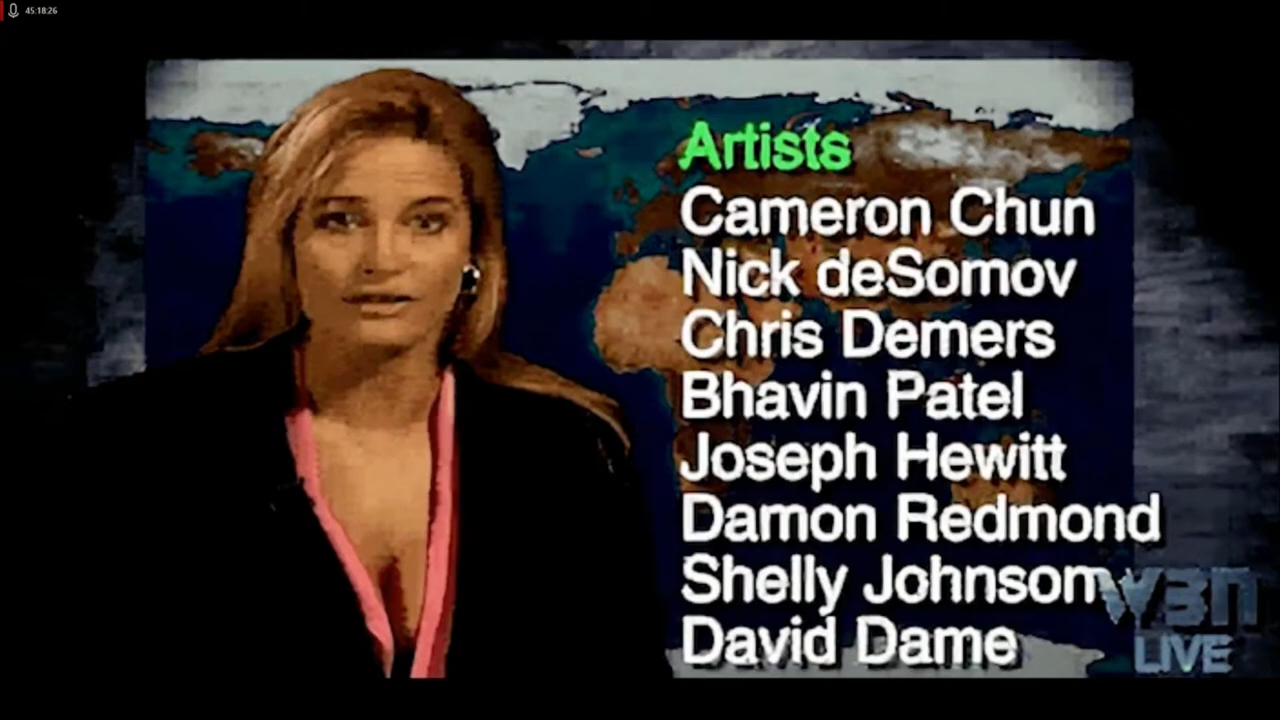 45:18:26
Artists
Cameron Chun
Nick deSomov
Chris Demers
Bhavin Patel
Joseph Hewitt
Damon Redmond
Shelly Johnson
David Dame
W3N
LIVE